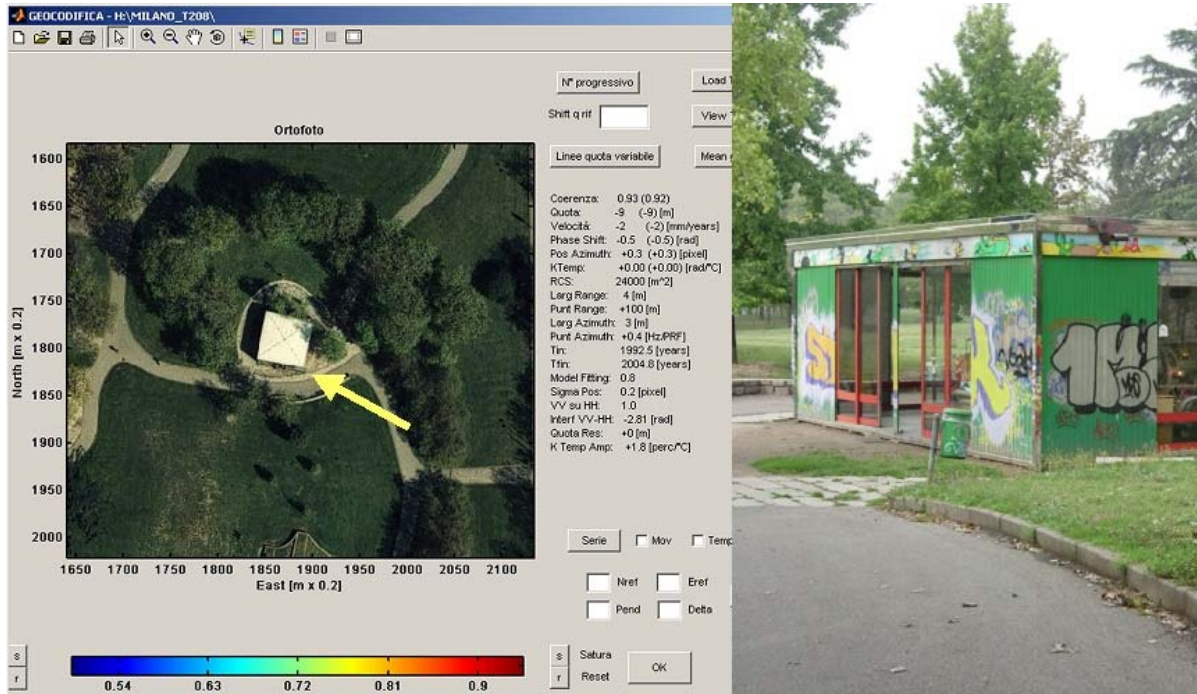 GEOCODIFICA - H:\MILANO_T208\
N° progressivo
Load
Shift q rif
View
Linee quota variabile
Mean
Ortofoto
1600
1650
1700
1750
1800
1850
1900
1950
2000
North [m x 0.2]
1650 1700 1750 1800 1850 1900 1950 2000 2050 2100
East [m x 0.2]
Coerenza: 0.93 (0.92)
Quota: -9 (-9) [m]
Velocità: -2 (-2) [mm/years]
Phase Shift: -0.5 (-0.5) [rad]
Pos Azimuth: +0.3 (+0.3) [pixel]
KTemp: +0.00 (+0.00) [rad/°C]
RCS: 24000 [m^2]
Larg Range: 4 [m]
Punt Range: +100 [m]
Larg Azimuth: 3 [m]
Punt Azimuth: +0.4 [Hz/PRF]
Tin: 1992.5 [years]
Tfin: 2004.8 [years]
Model Fitting: 0.8
Sigma Pos: 0.2 [pixel]
VV su HH: 1.0
Interf VV-HH: -2.81 [rad]
Quota Res: +0 [m]
K Temp Amp: +1.8 [perc/°C]
Serie Mov Temp
Nref Eref
Pend Delta
s
r
0.54 0.63 0.72 0.81 0.9
s Satura
r Reset
OK